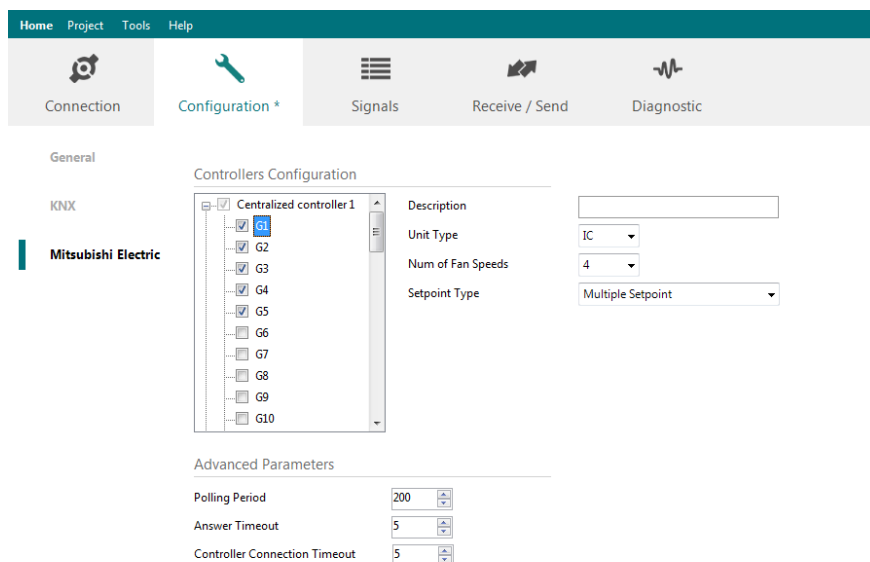 Home Project Tools Help
Connection Configuration * Signals Receive / Send Diagnostic
General
KNX
Mitsubishi Electric
Controllers Configuration
Centralized controller 1
G1
G2
G3
G4
G5
G6
G7
G8
G9
G10
Description
Unit Type IC
Num of Fan Speeds 4
Setpoint Type Multiple Setpoint
Advanced Parameters
Polling Period 200
Answer Timeout 5
Controller Connection Timeout 5